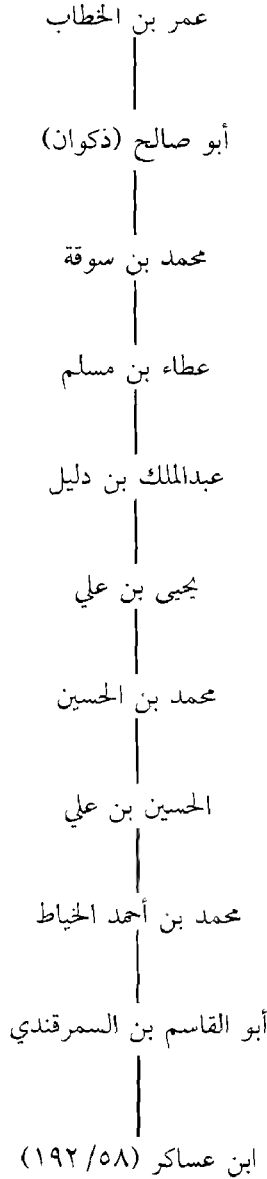 عمر بن الخطاب
أبو صالح (ذكوان)
محمد بن سوقة
عطاء بن مسلم
عبدالملك بن دليل
يحيى بن علي
محمد بن الحسين
الحسين بن علي
محمد بن أحمد الخياط
أبو القاسم بن السمرقندي
ابن عساكر (٥٨/ ١٩٢)